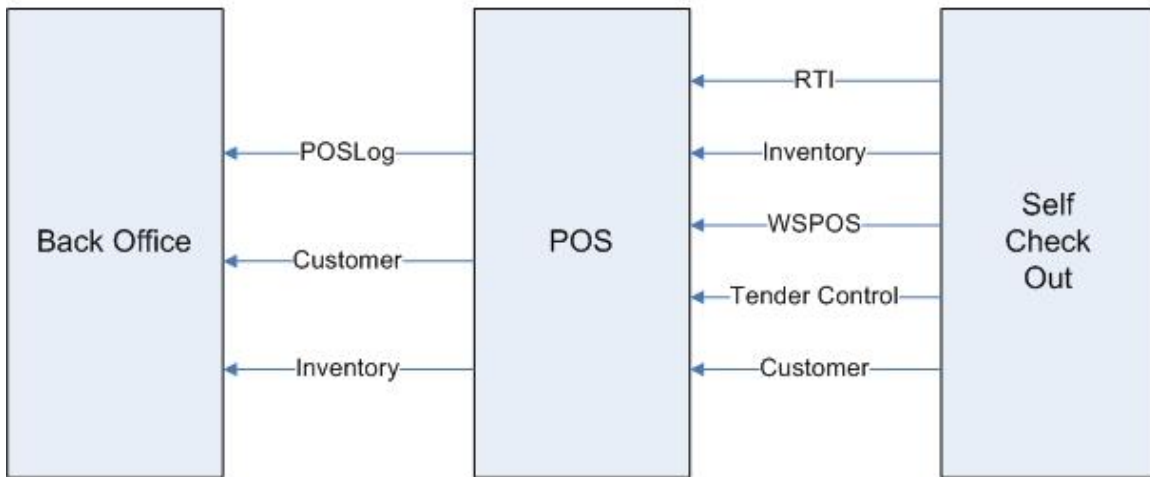 Back Office
POSLog
Customer
Inventory
POS
RTI
Inventory
WSPOS
Tender Control
Customer
Self
Check
Out